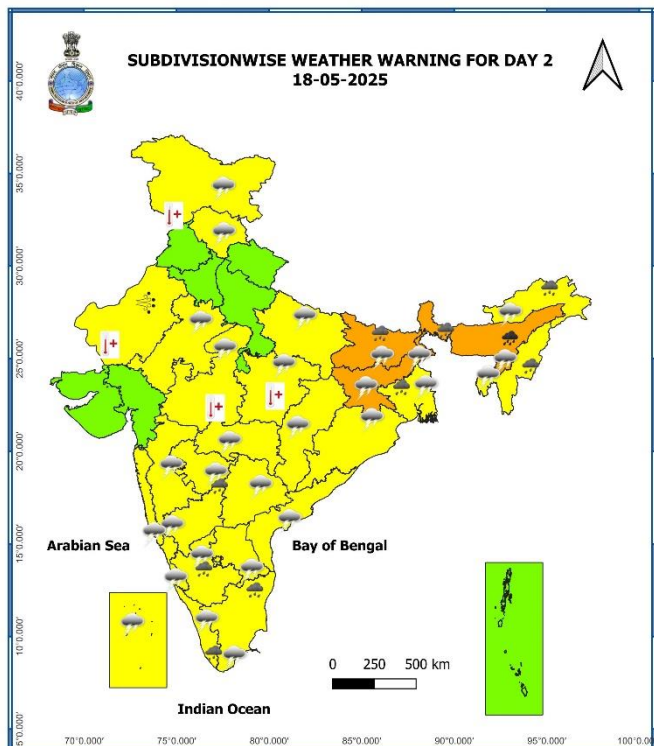 SUBDIVISIONWISE WEATHER WARNING FOR DAY 2
18-05-2025
40°0.000'
35°0.000'
30°0.000'
25°0.000'
20°0.000'
15°0.000'
Arabian Sea
Bay of Bengal
10°0.000'
0 250 500 km
Indian Ocean
5°0.000'
70°0.000' 75°0.000' 80°0.000' 85°0.000' 90°0.000' 95°0.000' 100°0.00